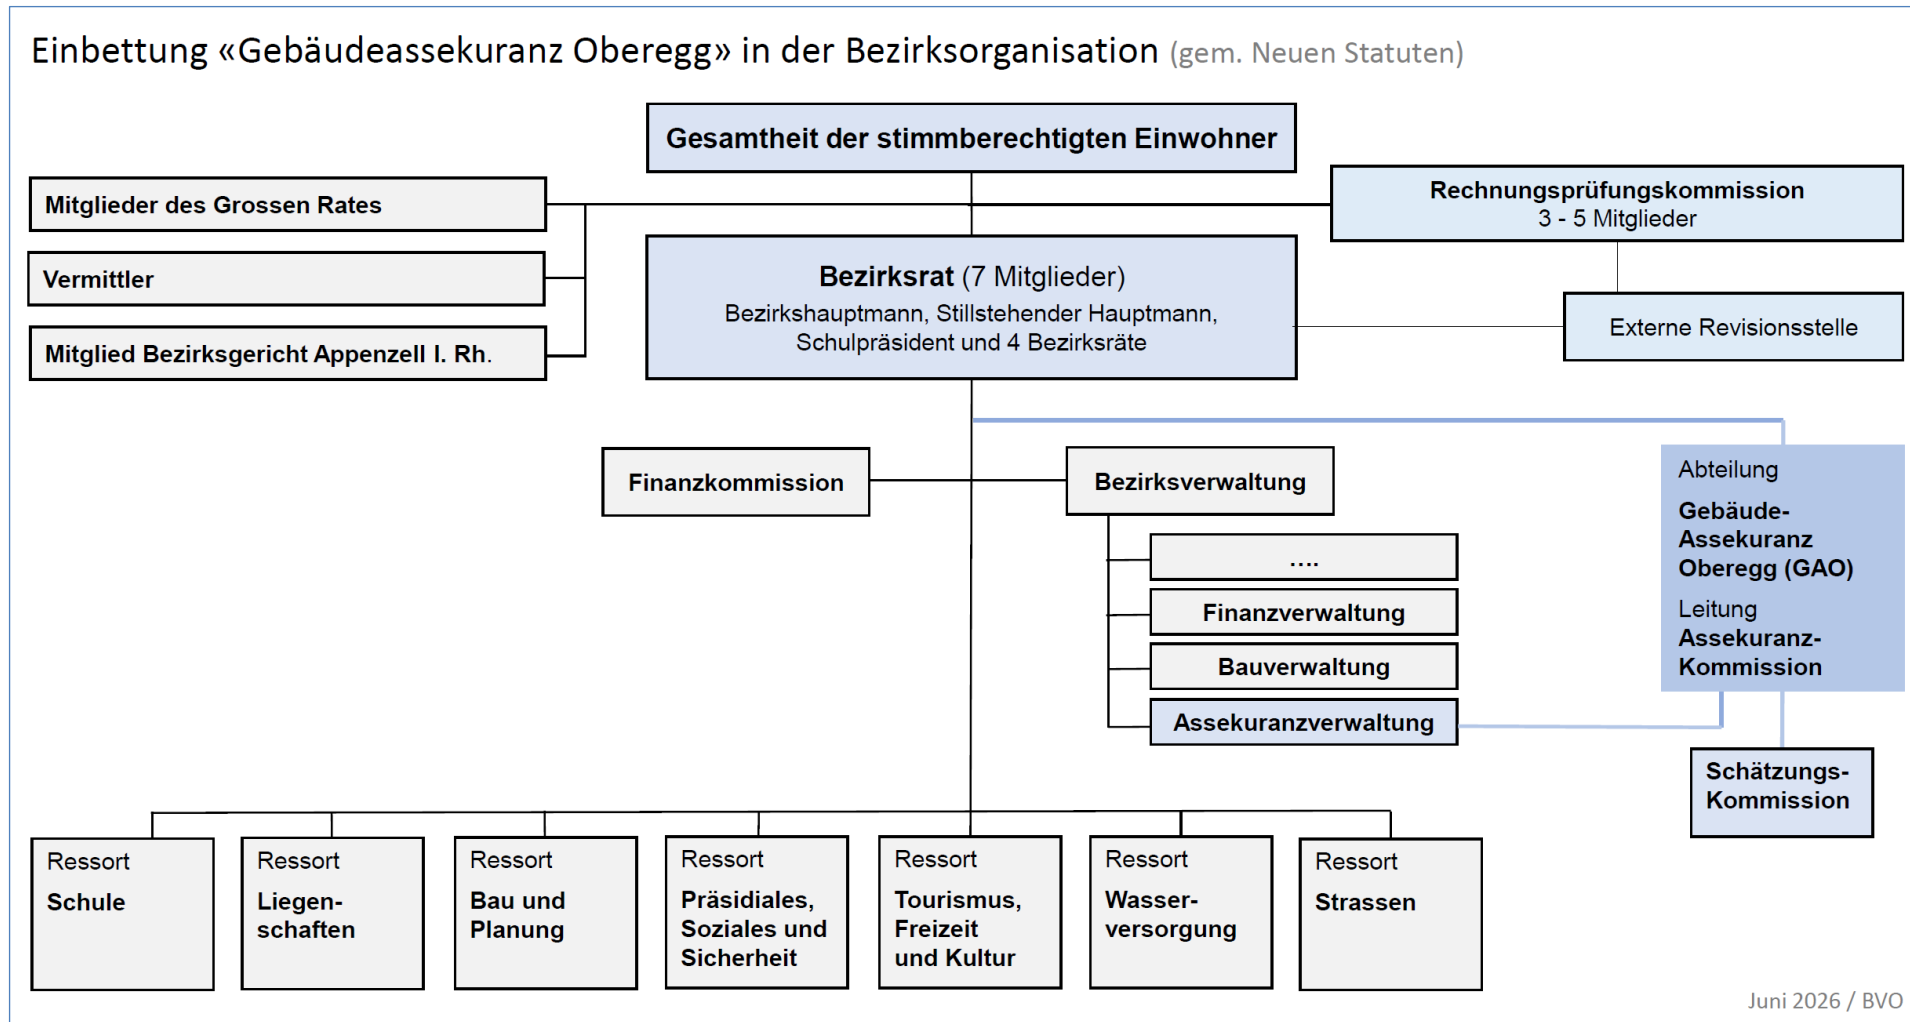 Einbettung «Gebäudeassekuranz Oberegg» in der Bezirksorganisation (gem. Neuen Statuten)
Gesamtheit der stimmberechtigten Einwohner
Mitglieder des Grossen Rates
Vermittler
Mitglied Bezirksgericht Appenzell I. Rh.
Rechnungsprüfungskommission
3 - 5 Mitglieder
Bezirksrat (7 Mitglieder)
Bezirkshauptmann, Stillstehender Hauptmann,
Schulpräsident und 4 Bezirksräte
Externe Revisionsstelle
Finanzkommission
Bezirksverwaltung
....
Finanzverwaltung
Bauverwaltung
Assekuranzverwaltung
Abteilung
Gebäude-
Assekuranz
Oberegg (GAO)
Leitung
Assekuranz-
Kommission
Schätzungs-
Kommission
Ressort
Schule
Ressort
Liegen-
schaften
Ressort
Bau und
Planung
Ressort
Präsidiales,
Soziales und
Sicherheit
Ressort
Tourismus,
Freizeit
und Kultur
Ressort
Wasser-
versorgung
Ressort
Strassen
Juni 2026 / BVO